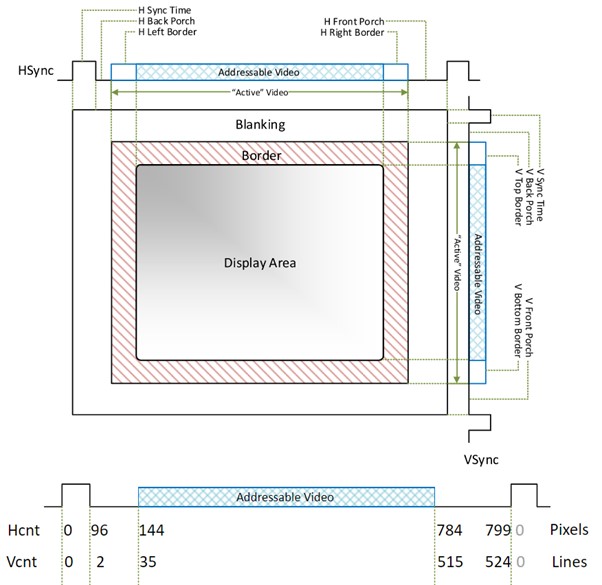 H Sync Time
H Back Porch
H Left Border
H Front Porch
H Right Border
HSync
Addressable Video
"Active" Video
Blanking
Border
Display Area
"Active" Video
Addressable Video
V Sync Time
V Back Porch
V Top Border
V Front Porch
V Bottom Border
VSync
Addressable Video
Hcnt 0 96 144 784 799 0 Pixels
Vcnt 0 2 35 515 524 0 Lines